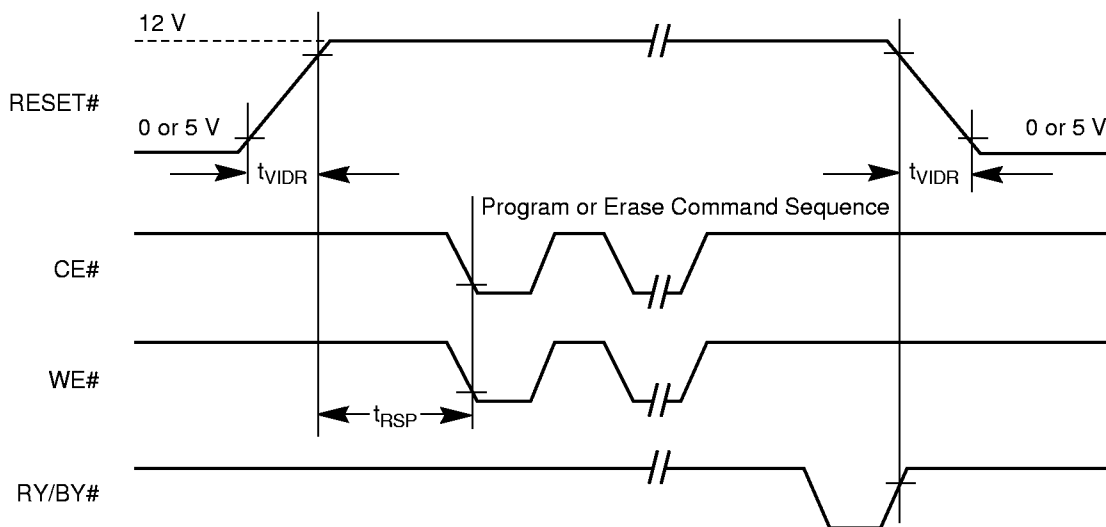 12 V
RESET#
0 or 5 V
0 or 5 V
tVIDR
tVIDR
Program or Erase Command Sequence
CE#
WE#
tRSP
RY/BY#